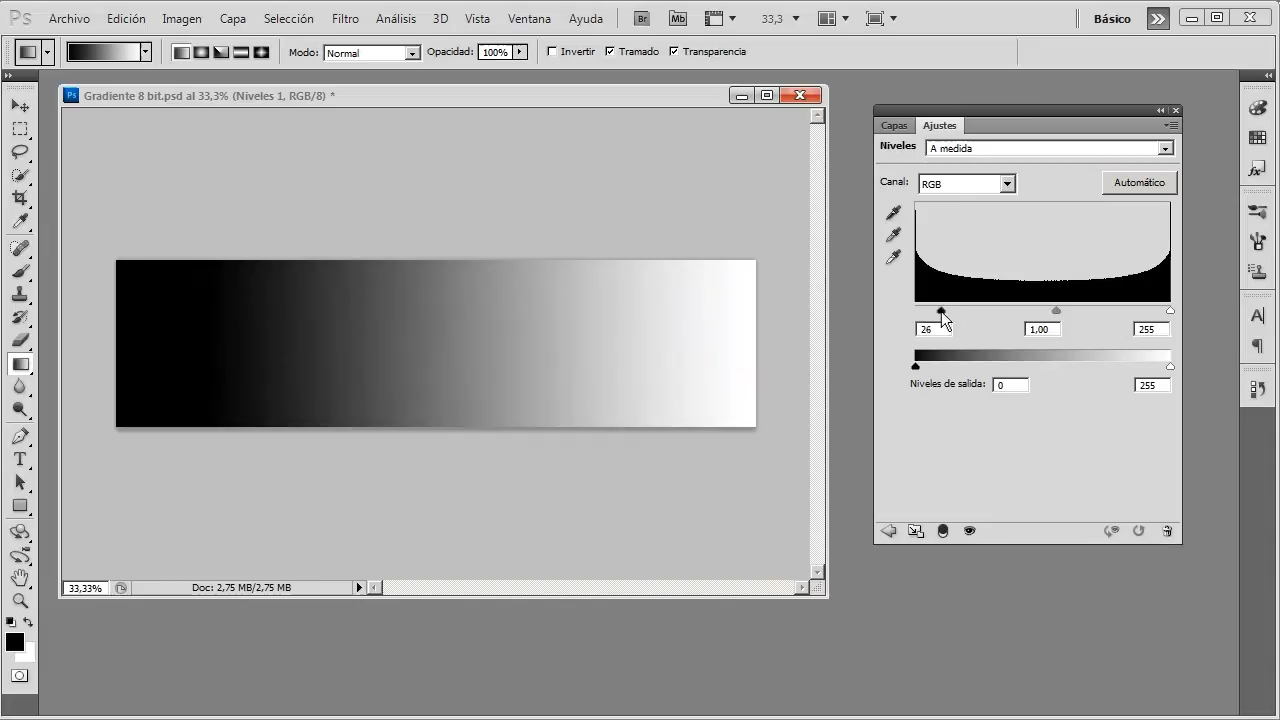 Ps Archivo Edición Imagen Capa Selección Filtro Análisis 3D Vista Ventana Ayuda Br Mb 33,3 Básico
Modo: Normal Opacidad: 100% Invertir Tramado Transparencia
Ps Gradiente 8 bit.psd al 33,3% (Niveles 1, RGB/8) *
Capas Ajustes
Niveles A medida
Canal: RGB Automático
26 1,00 255
Niveles de salida: 0 255
33,33% Doc: 2,75 MB/2,75 MB